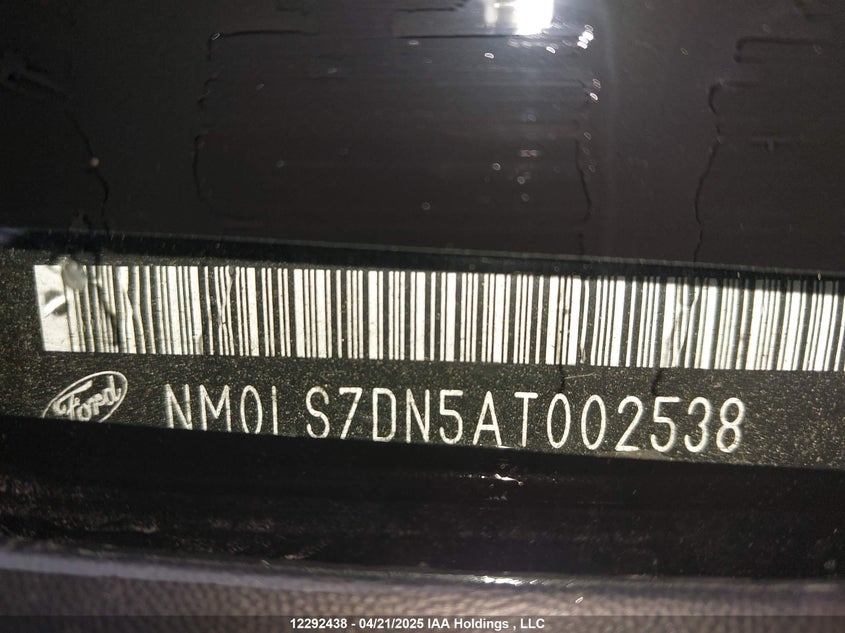 Ford NM0LS7DN5AT002538
12292438 - 04/21/2025 IAA Holdings , LLC